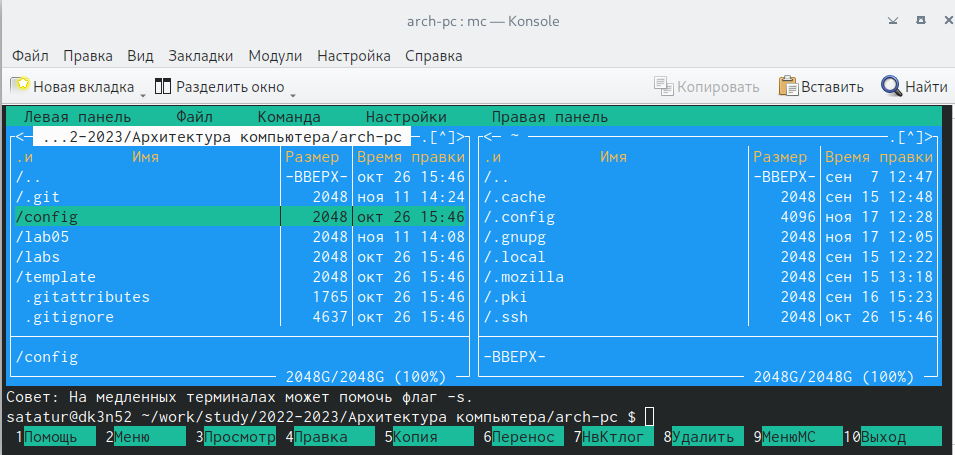 arch-pc : mc — Konsole
Файл Правка Вид Закладки Модули Настройка Справка
Новая вкладка Разделить окно Копировать Вставить Найти
Левая панель Файл Команда Настройки Правая панель
<— ...2-2023/Архитектура компьютера/arch-pc —.[^]> <— ~ —.[^]>
.и Имя Размер Время правки .и Имя Размер Время правки
/.. -ВВЕРХ- окт 26 15:46 /.. -ВВЕРХ- сен 7 12:47
/.git 2048 ноя 11 14:24 /.cache 2048 сен 15 12:48
/config 2048 окт 26 15:46 /.config 4096 ноя 17 12:28
/lab05 2048 ноя 11 14:08 /.gnupg 2048 ноя 17 12:05
/labs 2048 окт 26 15:46 /.local 2048 сен 15 12:22
/template 2048 окт 26 15:46 /.mozilla 2048 сен 15 13:18
.gitattributes 1765 окт 26 15:46 /.pki 2048 сен 16 15:23
.gitignore 4637 окт 26 15:46 /.ssh 2048 окт 26 15:46
/config -ВВЕРХ-
2048G/2048G (100%) 2048G/2048G (100%)
Совет: На медленных терминалах может помочь флаг -s.
satatur@dk3n52 ~/work/study/2022-2023/Архитектура компьютера/arch-pc $
1Помощь 2Меню 3Просмотр 4Правка 5Копия 6Перенос 7НвКтлог 8Удалить 9МенюМС 10Выход